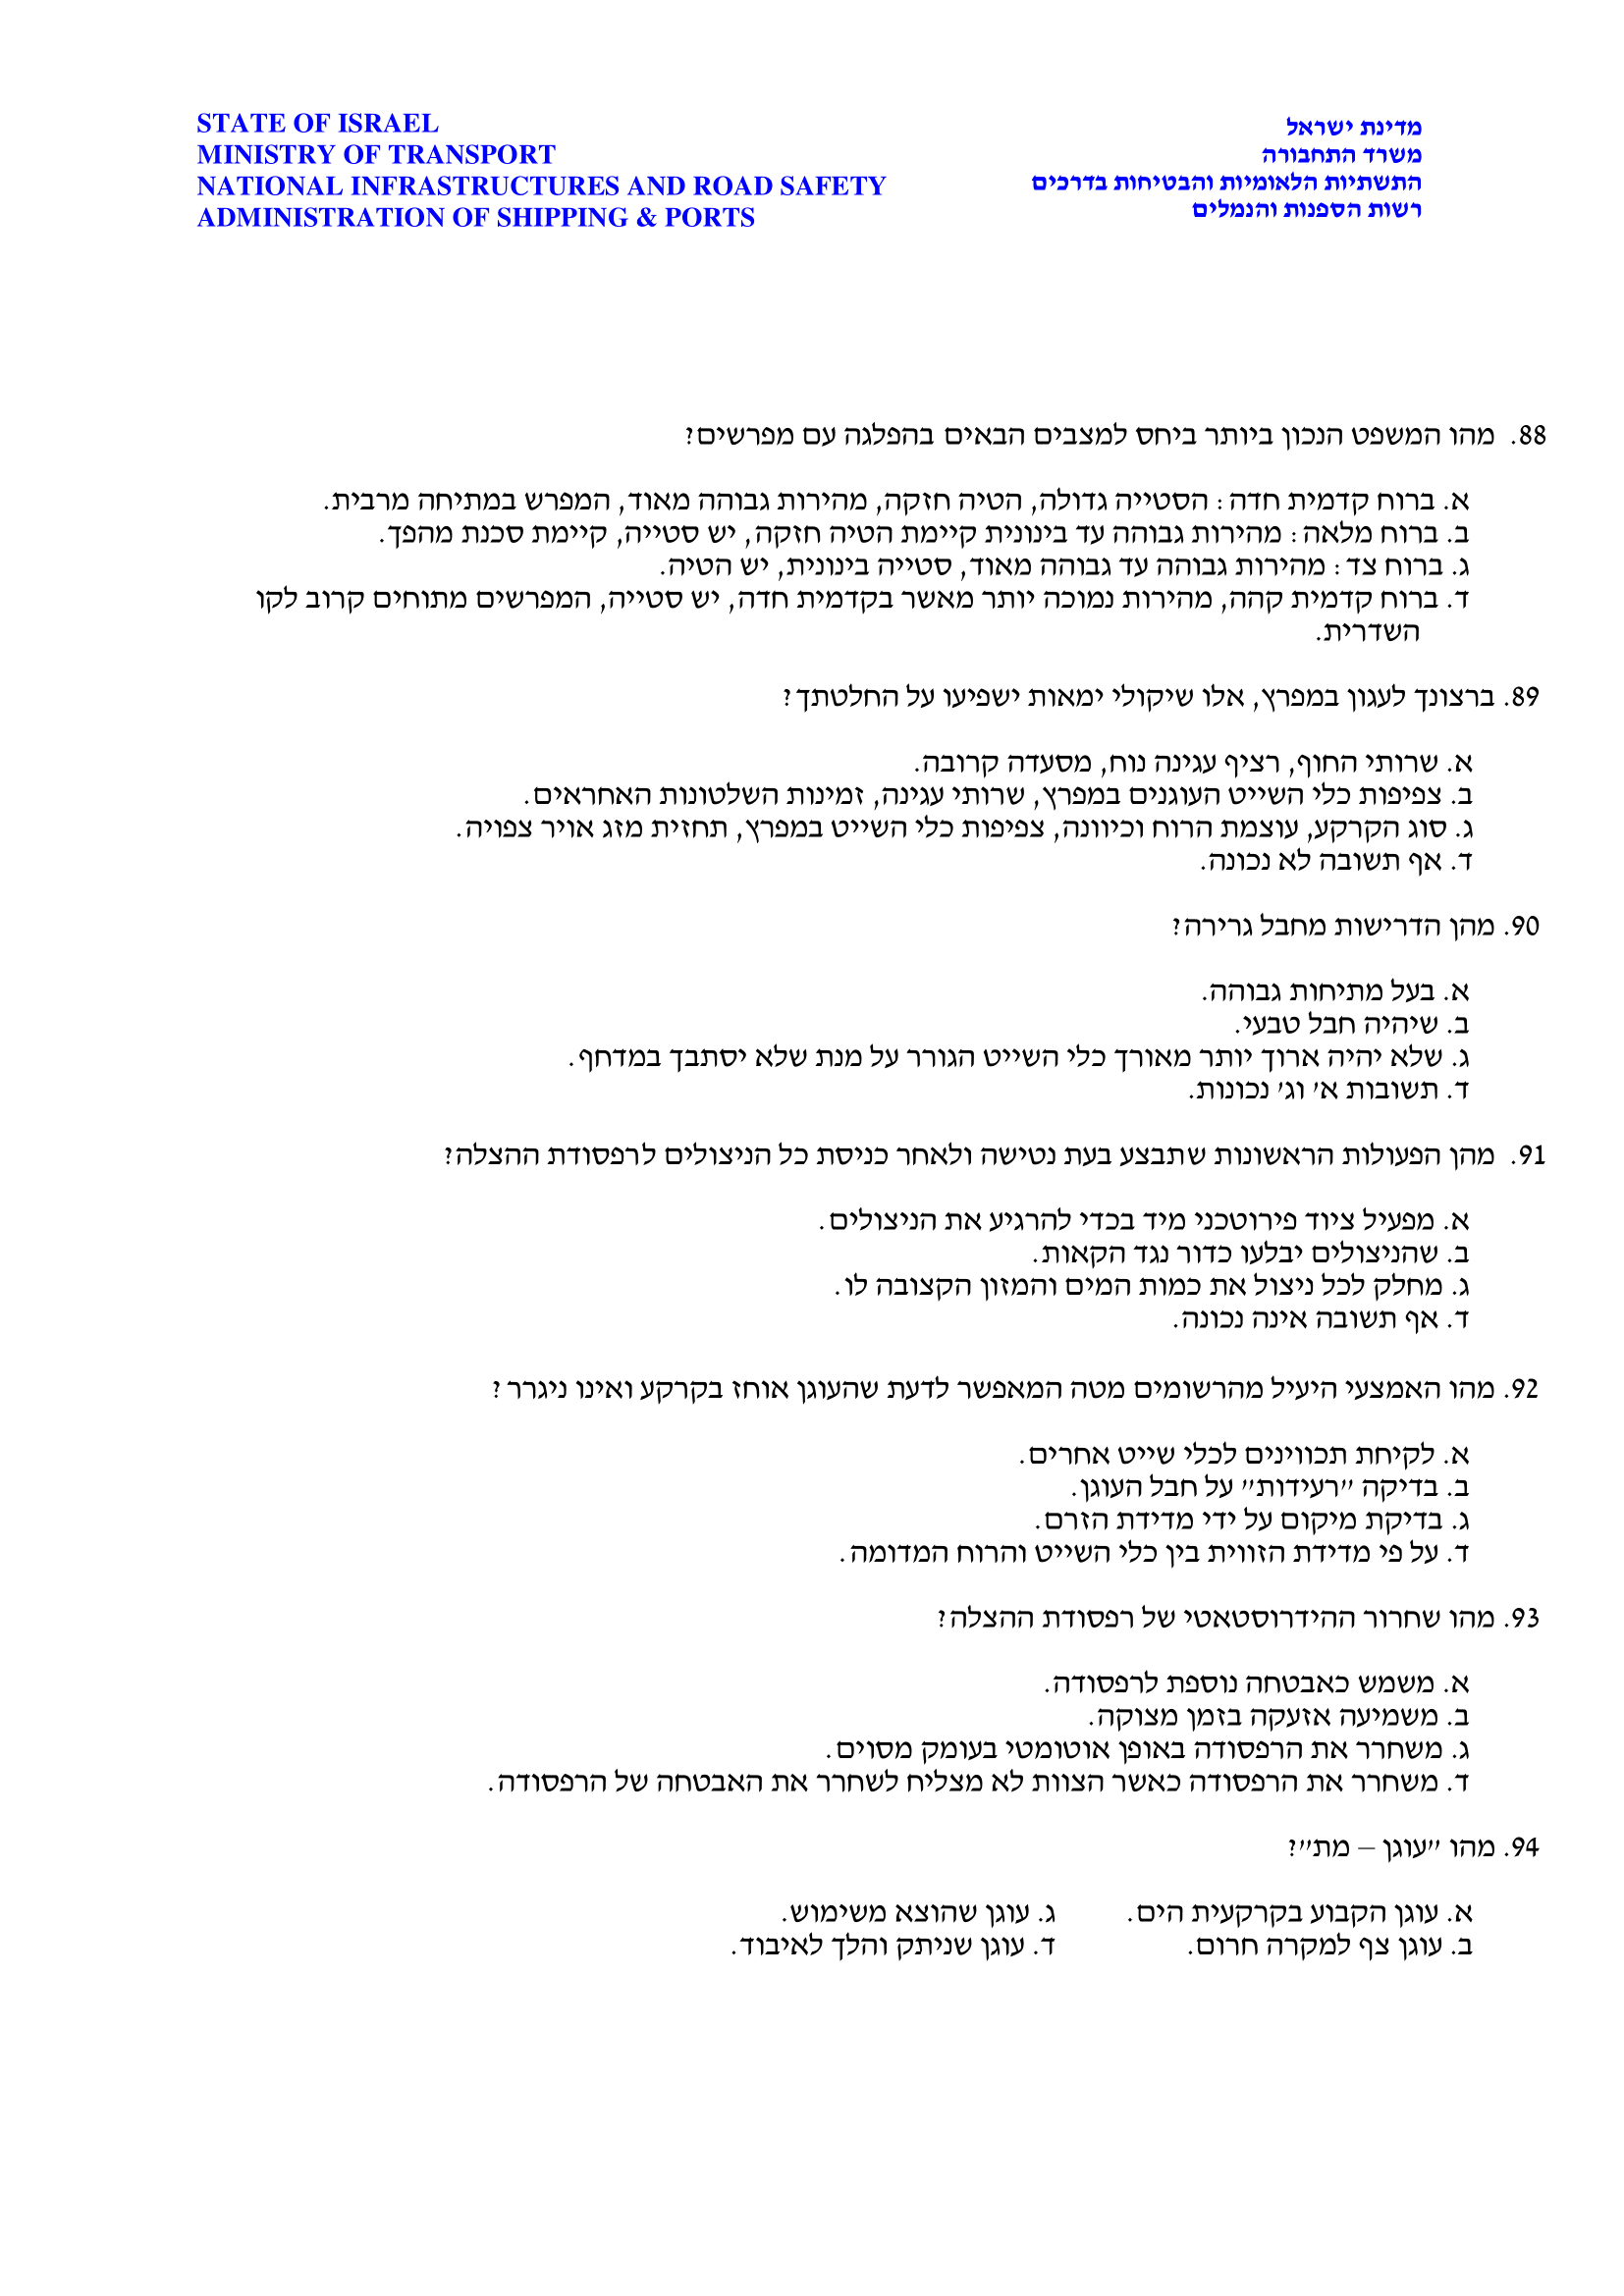 STATE OF ISRAEL
MINISTRY OF TRANSPORT
NATIONAL INFRASTRUCTURES AND ROAD SAFETY
ADMINISTRATION OF SHIPPING & PORTS
מדינת ישראל
משרד התחבורה
התשתיות הלאומיות והבטיחות בדרכים
רשות הספנות והנמלים
88. מהו המשפט הנכון ביותר ביחס למצבים הבאים בהפלגה עם מפרשים?
א. ברוח קדמית חדה: הסטייה גדולה, הטיה חזקה, מהירות גבוהה מאוד, המפרש במתיחה מרבית.
ב. ברוח מלאה: מהירות גבוהה עד בינונית קיימת הטיה חזקה, יש סטייה, קיימת סכנת מהפך.
ג. ברוח צד: מהירות גבוהה עד גבוהה מאוד, סטייה בינונית, יש הטיה.
ד. ברוח קדמית קהה, מהירות נמוכה יותר מאשר בקדמית חדה, יש סטייה, המפרשים מתוחים קרוב לקו
השדרית.
89. ברצונך לעגון במפרץ, אלו שיקולי ימאות ישפיעו על החלטתך?
א. שרותי החוף, רציף עגינה נוח, מסעדה קרובה.
ב. צפיפות כלי השייט העוגנים במפרץ, שרותי עגינה, זמינות השלטונות האחראים.
ג. סוג הקרקע, עוצמת הרוח וכיוונה, צפיפות כלי השייט במפרץ, תחזית מזג אויר צפויה.
ד. אף תשובה לא נכונה.
90. מהן הדרישות מחבל גרירה?
א. בעל מתיחות גבוהה.
ב. שיהיה חבל טבעי.
ג. שלא יהיה ארוך יותר מאורך כלי השייט הגורר על מנת שלא יסתבך במדחף.
ד. תשובות א' וג' נכונות.
91. מהן הפעולות הראשונות שתבצע בעת נטישה ולאחר כניסת כל הניצולים לרפסודת ההצלה?
א. מפעיל ציוד פירוטכני מיד בכדי להרגיע את הניצולים.
ב. שהניצולים יבלעו כדור נגד הקאות.
ג. מחלק לכל ניצול את כמות המים והמזון הקצובה לו.
ד. אף תשובה אינה נכונה.
92. מהו האמצעי היעיל מהרשומים מטה המאפשר לדעת שהעוגן אוחז בקרקע ואינו ניגרר?
א. לקיחת תכווינים לכלי שייט אחרים.
ב. בדיקה "רעידות" על חבל העוגן.
ג. בדיקת מיקום על ידי מדידת הזרם.
ד. על פי מדידת הזווית בין כלי השייט והרוח המדומה.
93. מהו שחרור ההידרוסטאטי של רפסודת ההצלה?
א. משמש כאבטחה נוספת לרפסודה.
ב. משמיעה אזעקה בזמן מצוקה.
ג. משחרר את הרפסודה באופן אוטומטי בעומק מסוים.
ד. משחרר את הרפסודה כאשר הצוות לא מצליח לשחרר את האבטחה של הרפסודה.
94. מהו "עוגן – מת"?
א. עוגן הקבוע בקרקעית הים. ג. עוגן שהוצא משימוש.
ב. עוגן צף למקרה חרום. ד. עוגן שניתק והלך לאיבוד.